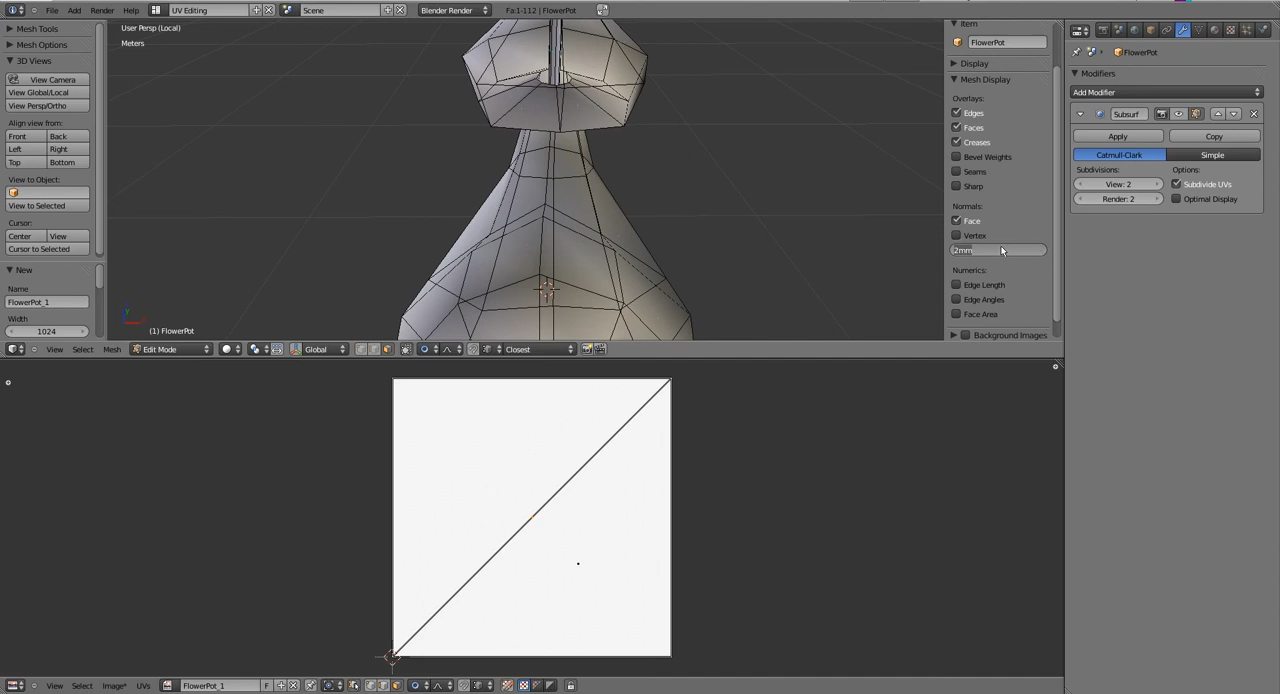 File Add Render Help UV Editing Scene Blender Render Fa:1-112 | FlowerPot
Mesh Tools
Mesh Options
3D Views
View Camera
View Global/Local
View Persp/Ortho
Align view from:
Front Back
Left Right
Top Bottom
View to Object:
View to Selected
Cursor:
Center View
Cursor to Selected
New
Name
FlowerPot_1
Width
1024
User Persp (Local)
Meters
(1) FlowerPot
Item
FlowerPot
Display
Mesh Display
Overlays:
Edges
Faces
Creases
Bevel Weights
Seams
Sharp
Normals:
Face
Vertex
2mm
Numerics:
Edge Length
Edge Angles
Face Area
Background Images
FlowerPot
Modifiers
Add Modifier
Subsurf
Apply Copy
Catmull-Clark Simple
Subdivisions: Options:
View: 2 Subdivide UVs
Render: 2 Optimal Display
View Select Mesh Edit Mode Global Closest
View Select Image* UVs FlowerPot_1 F